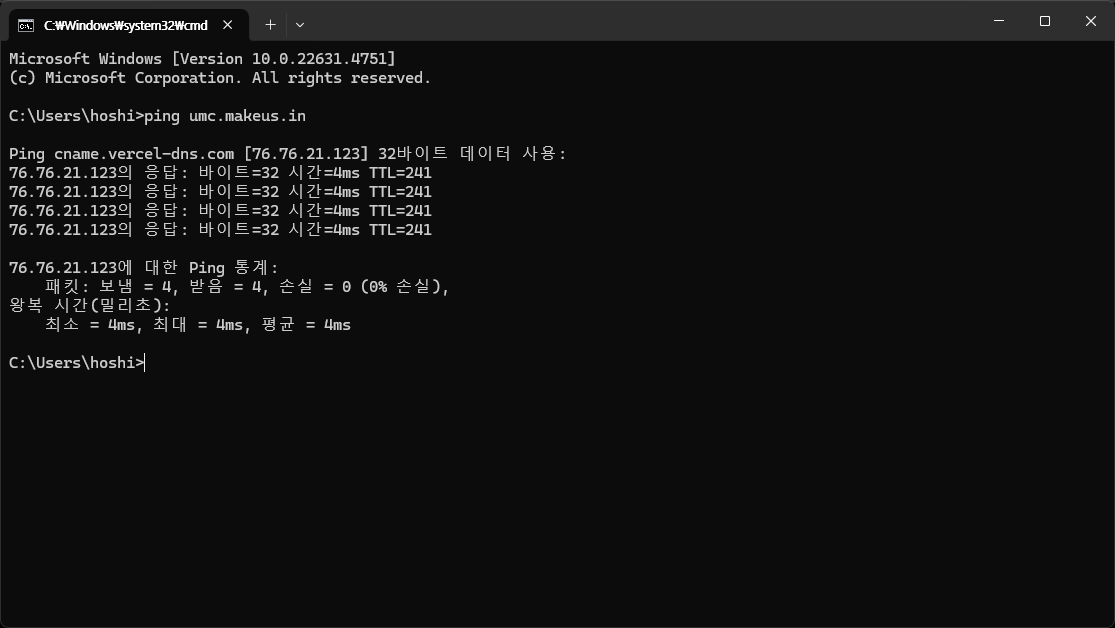 C:₩Windows₩system32₩cmd
Microsoft Windows [Version 10.0.22631.4751]
(c) Microsoft Corporation. All rights reserved.
C:\Users\hoshi>ping umc.makeus.in
Ping cname.vercel-dns.com [76.76.21.123] 32바이트 데이터 사용:
76.76.21.123의 응답: 바이트=32 시간=4ms TTL=241
76.76.21.123의 응답: 바이트=32 시간=4ms TTL=241
76.76.21.123의 응답: 바이트=32 시간=4ms TTL=241
76.76.21.123의 응답: 바이트=32 시간=4ms TTL=241
76.76.21.123에 대한 Ping 통계:
    패킷: 보냄 = 4, 받음 = 4, 손실 = 0 (0% 손실),
왕복 시간(밀리초):
    최소 = 4ms, 최대 = 4ms, 평균 = 4ms
C:\Users\hoshi>